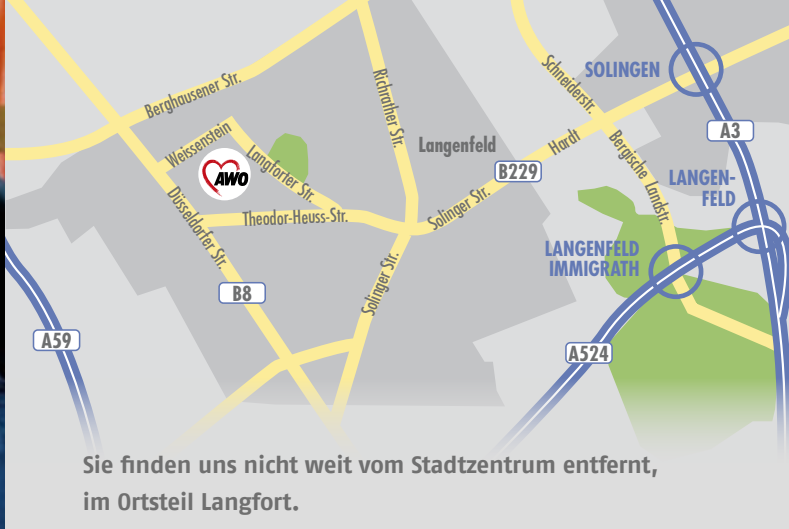 Berghausener Str.
Richrather Str.
Schneiderstr.
SOLINGEN
A3
Weissenstein
Langforter Str.
AWO
Langenfeld
Hardt
B229
Bergische Landstr.
LANGEN-
FELD
Düsseldorfer Str.
Theodor-Heuss-Str.
Solinger Str.
LANGENFELD
IMMIGRATH
B8
Solinger Str.
A59
A524
Sie finden uns nicht weit vom Stadtzentrum entfernt,
im Ortsteil Langfort.